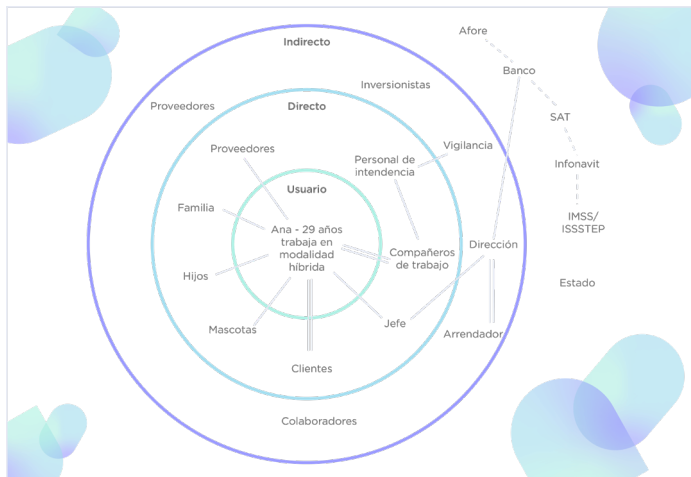 Afore
Indirecto
Banco
Inversionistas
Proveedores
Directo
SAT
Proveedores
Vigilancia
Personal de
intendencia
Infonavit
Usuario
Familia
IMSS/
ISSSTEP
Ana - 29 años
trabaja en
modalidad
híbrida
Compañeros
de trabajo
Dirección
Hijos
Estado
Mascotas
Jefe
Arrendador
Clientes
Colaboradores